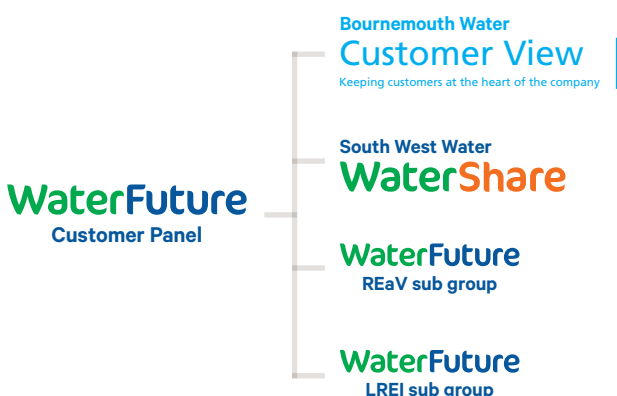 Bournemouth Water
Customer View
Keeping customers at the heart of the company
South West Water
WaterShare
WaterFuture
Customer Panel
WaterFuture
REaV sub group
WaterFuture
LREI sub group